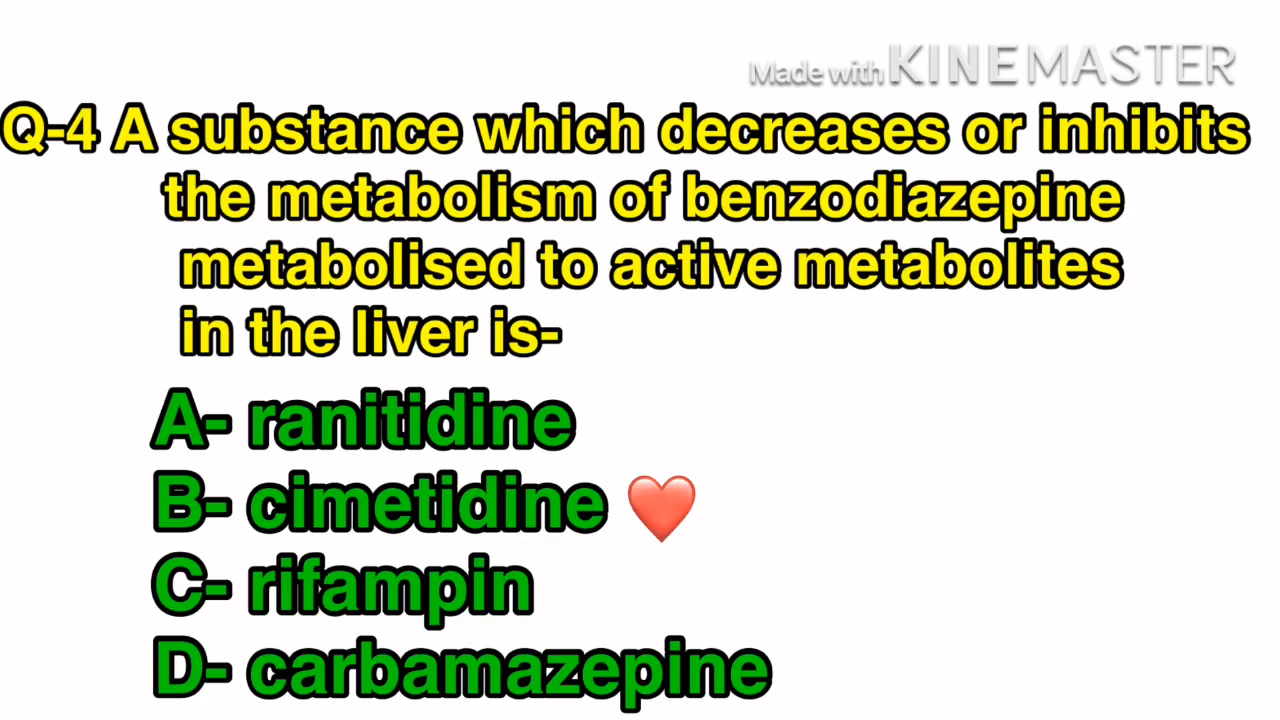 Made with KINEMASTER
Q-4 A substance which decreases or inhibits
the metabolism of benzodiazepine
metabolised to active metabolites
in the liver is-
A- ranitidine
B- cimetidine ❤️
C- rifampin
D- carbamazepine